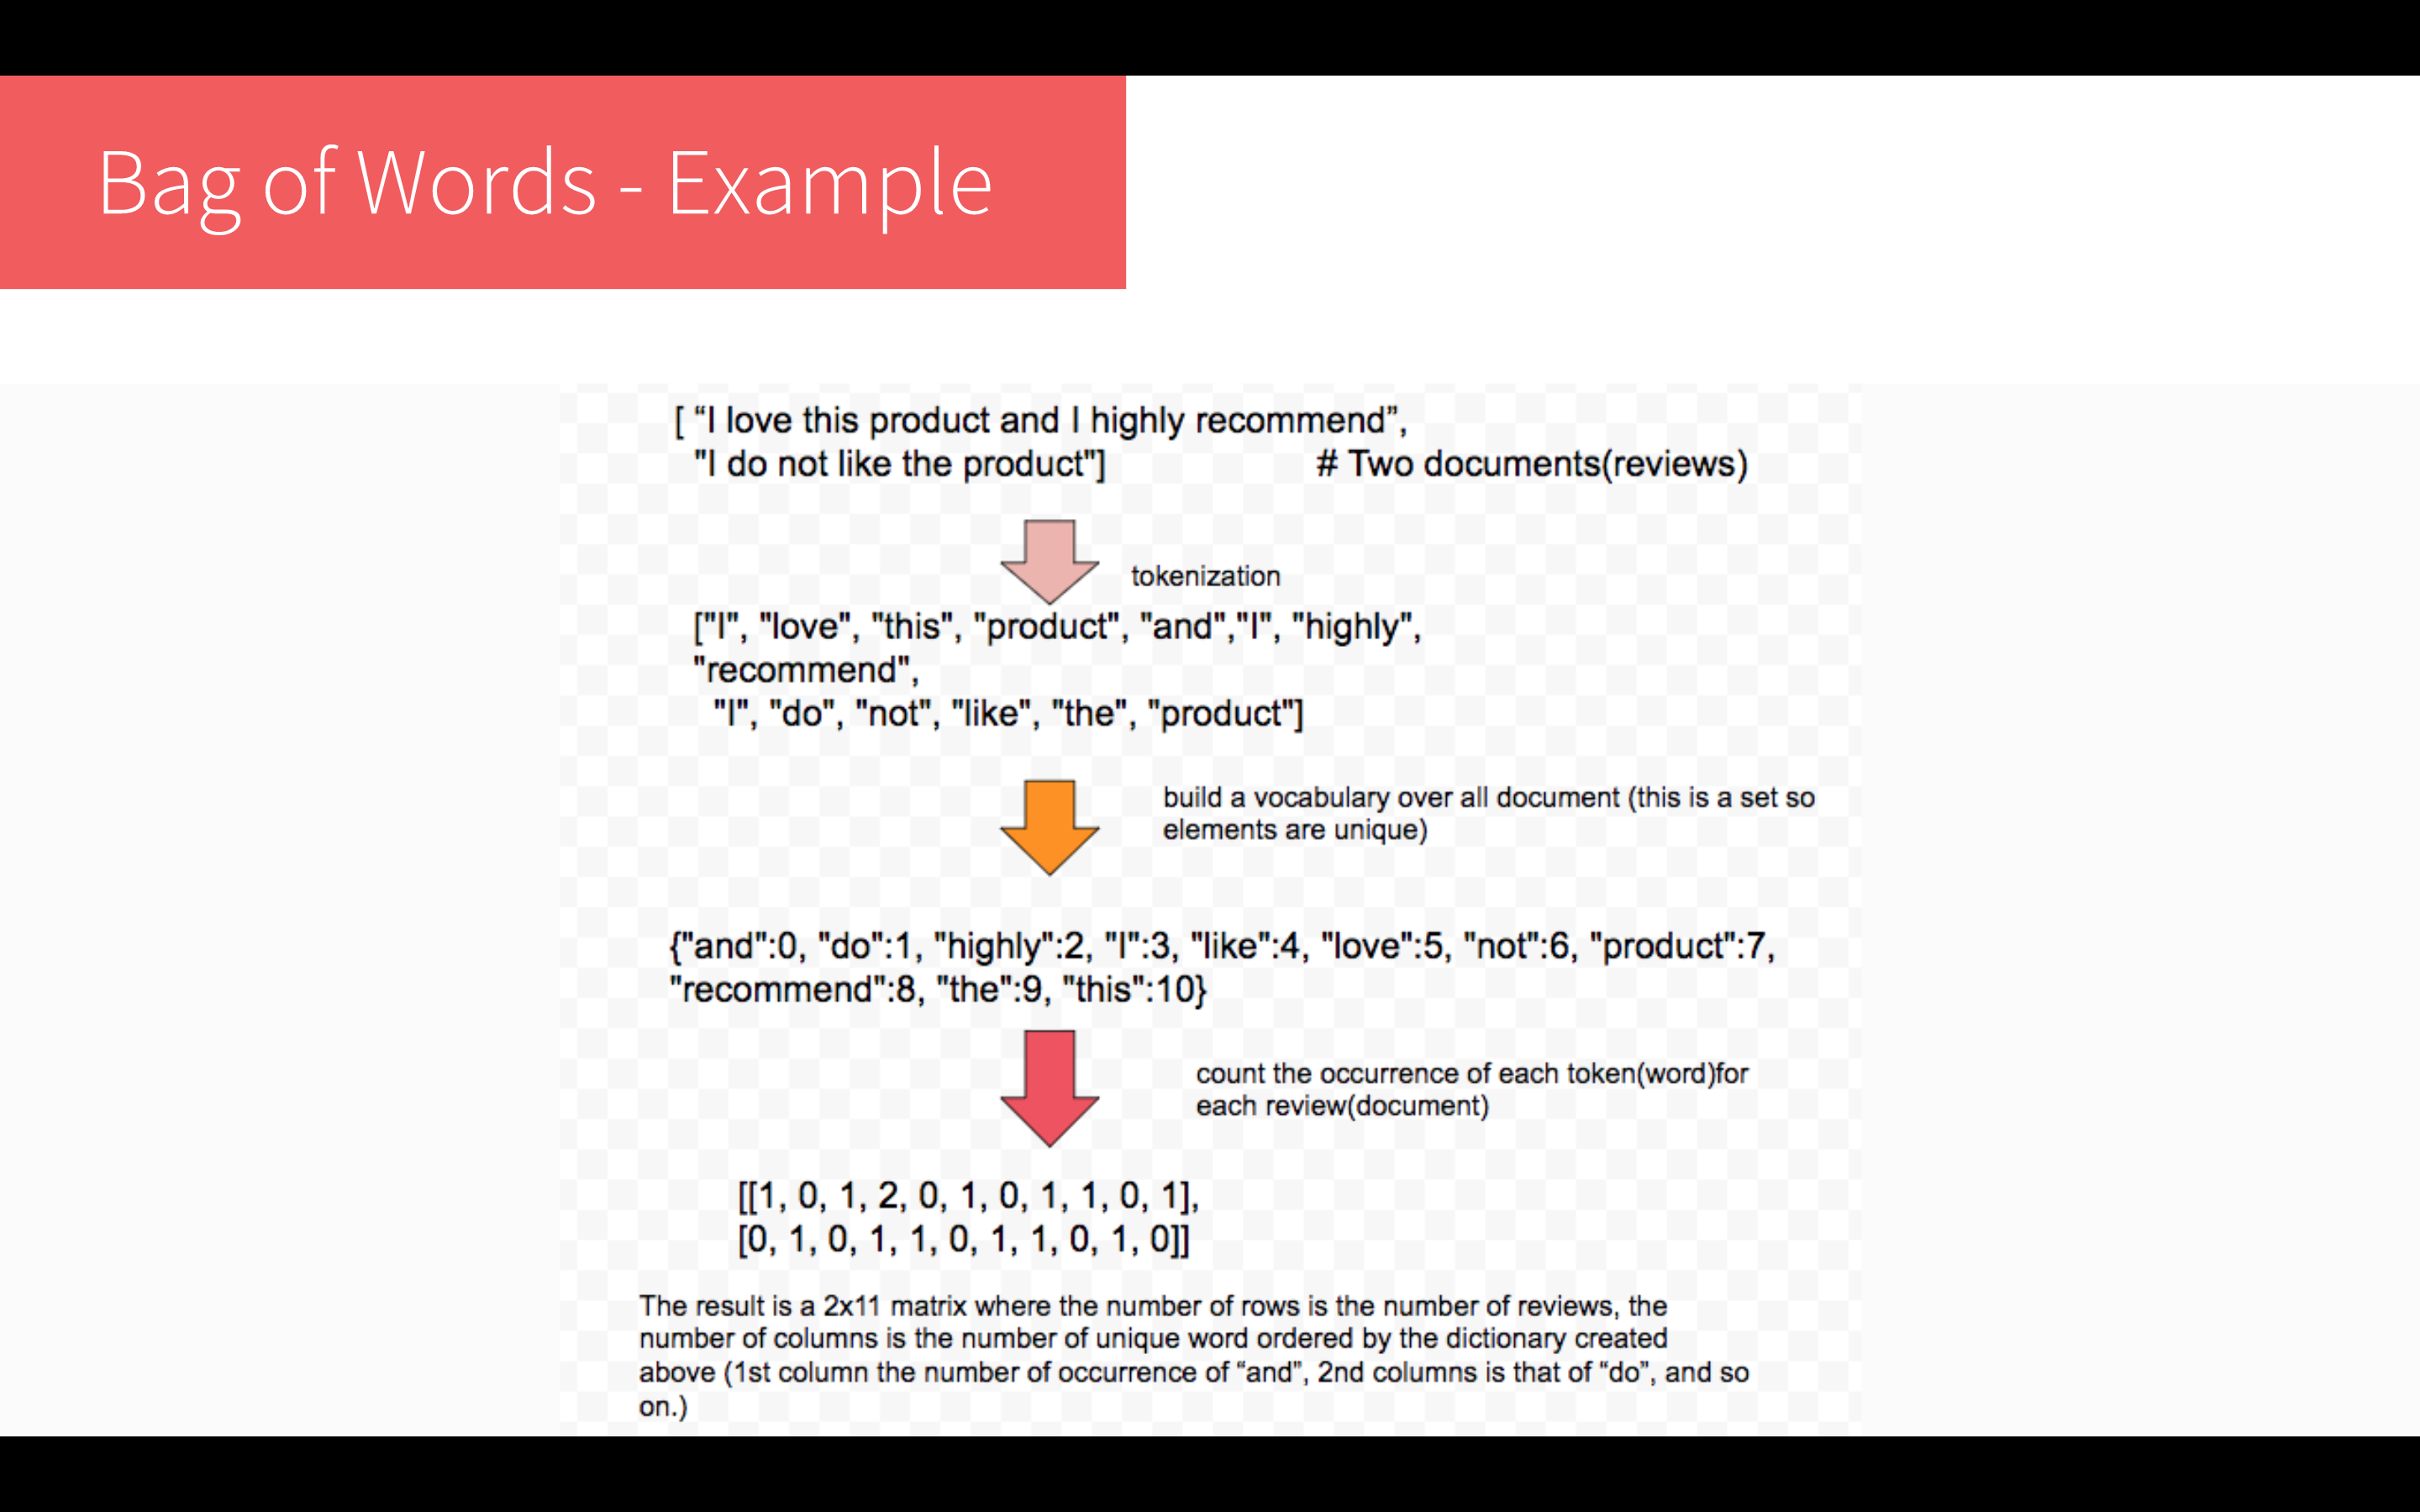 Bag of Words - Example
[ “I love this product and I highly recommend”,
"I do not like the product"] # Two documents(reviews)
tokenization
["I", "love", "this", "product", "and","I", "highly",
"recommend",
"I", "do", "not", "like", "the", "product"]
build a vocabulary over all document (this is a set so
elements are unique)
{"and":0, "do":1, "highly":2, "I":3, "like":4, "love":5, "not":6, "product":7,
"recommend":8, "the":9, "this":10}
count the occurrence of each token(word)for
each review(document)
[[1, 0, 1, 2, 0, 1, 0, 1, 1, 0, 1],
[0, 1, 0, 1, 1, 0, 1, 1, 0, 1, 0]]
The result is a 2x11 matrix where the number of rows is the number of reviews, the
number of columns is the number of unique word ordered by the dictionary created
above (1st column the number of occurrence of “and”, 2nd columns is that of “do”, and so
on.)